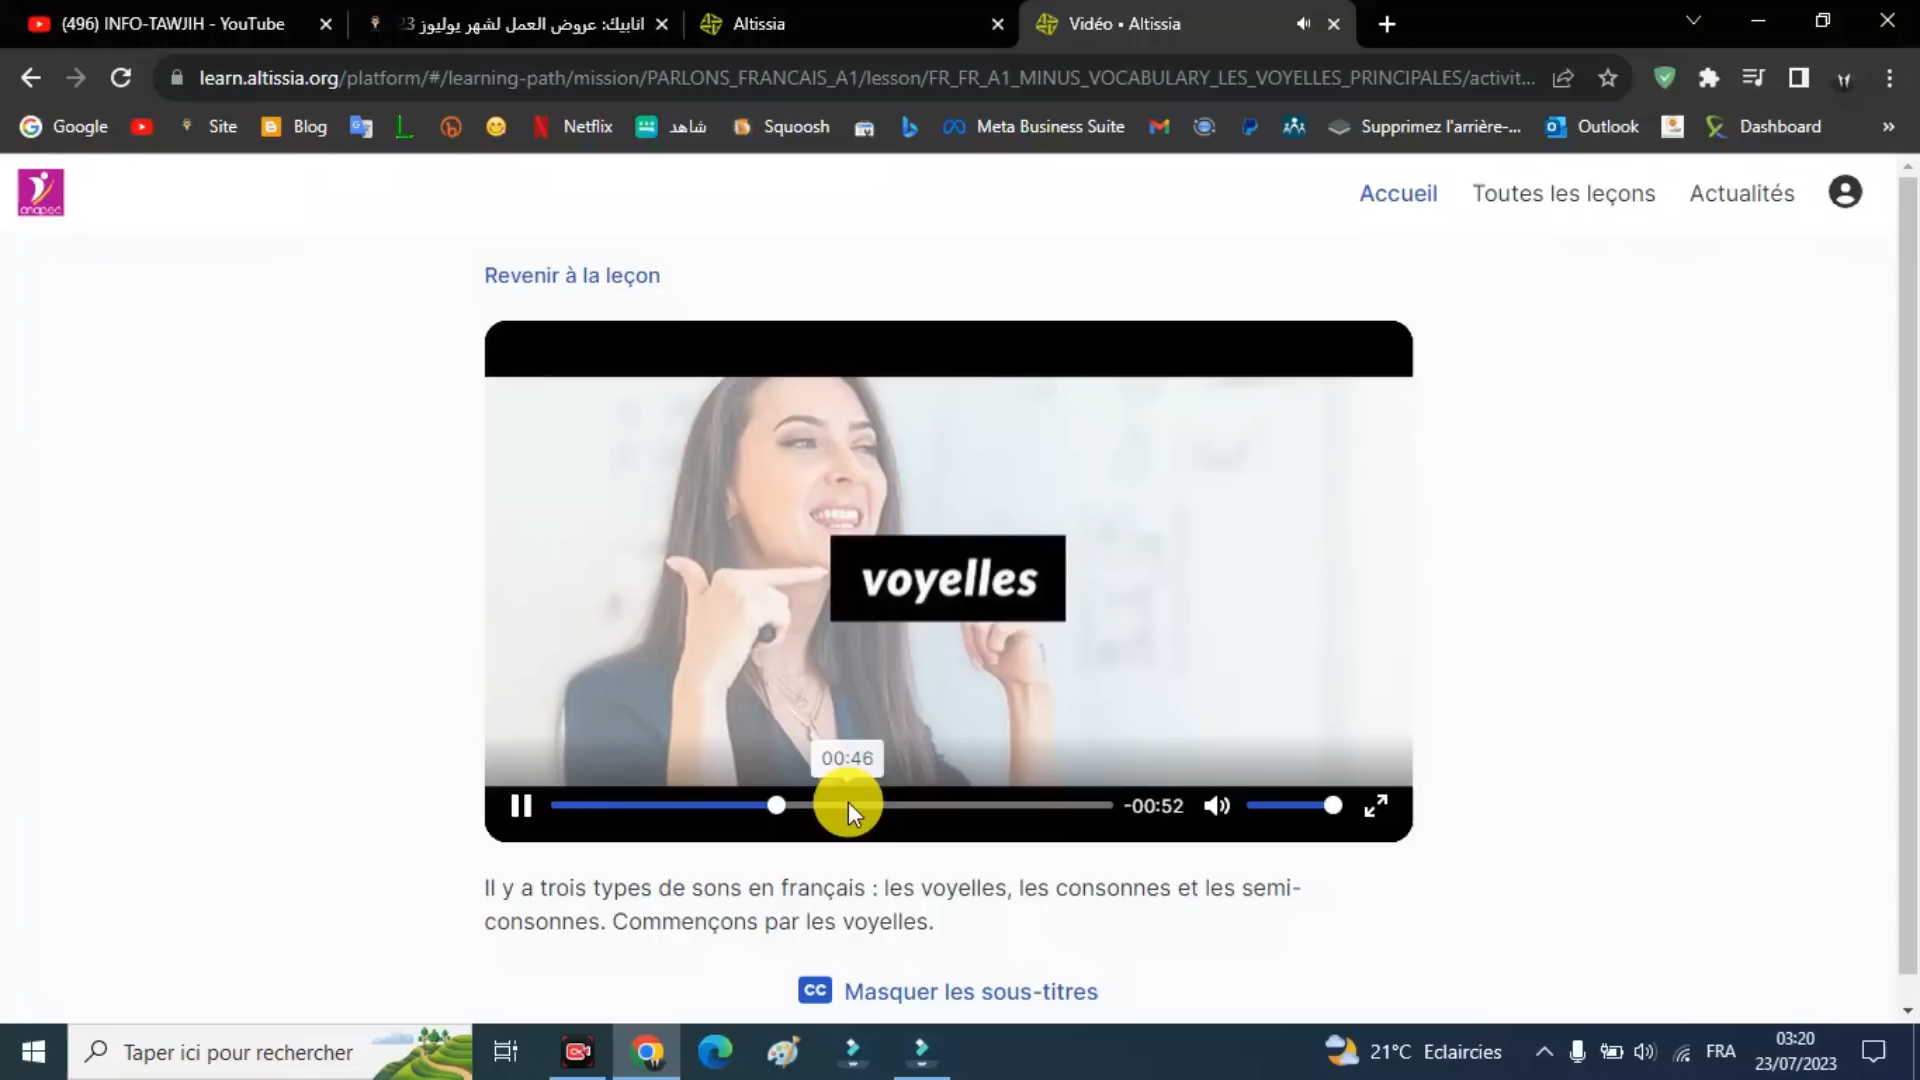 (496) INFO-TAWJIH - YouTube
انابيك: عروض العمل لشهر يوليوز 23
Altissia
Vidéo • Altissia
learn.altissia.org/platform/#/learning-path/mission/PARLONS_FRANCAIS_A1/lesson/FR_FR_A1_MINUS_VOCABULARY_LES_VOYELLES_PRINCIPALES/activit...
Google
Site
Blog
Netflix
شاهد
Squoosh
Meta Business Suite
Supprimez l'arrière-...
Outlook
Dashboard
anapec
Accueil
Toutes les leçons
Actualités
Revenir à la leçon
voyelles
00:46
-00:52
Il y a trois types de sons en français : les voyelles, les consonnes et les semi-
consonnes. Commençons par les voyelles.
CC Masquer les sous-titres
Taper ici pour rechercher
21°C Eclaircies
FRA
03:20
23/07/2023